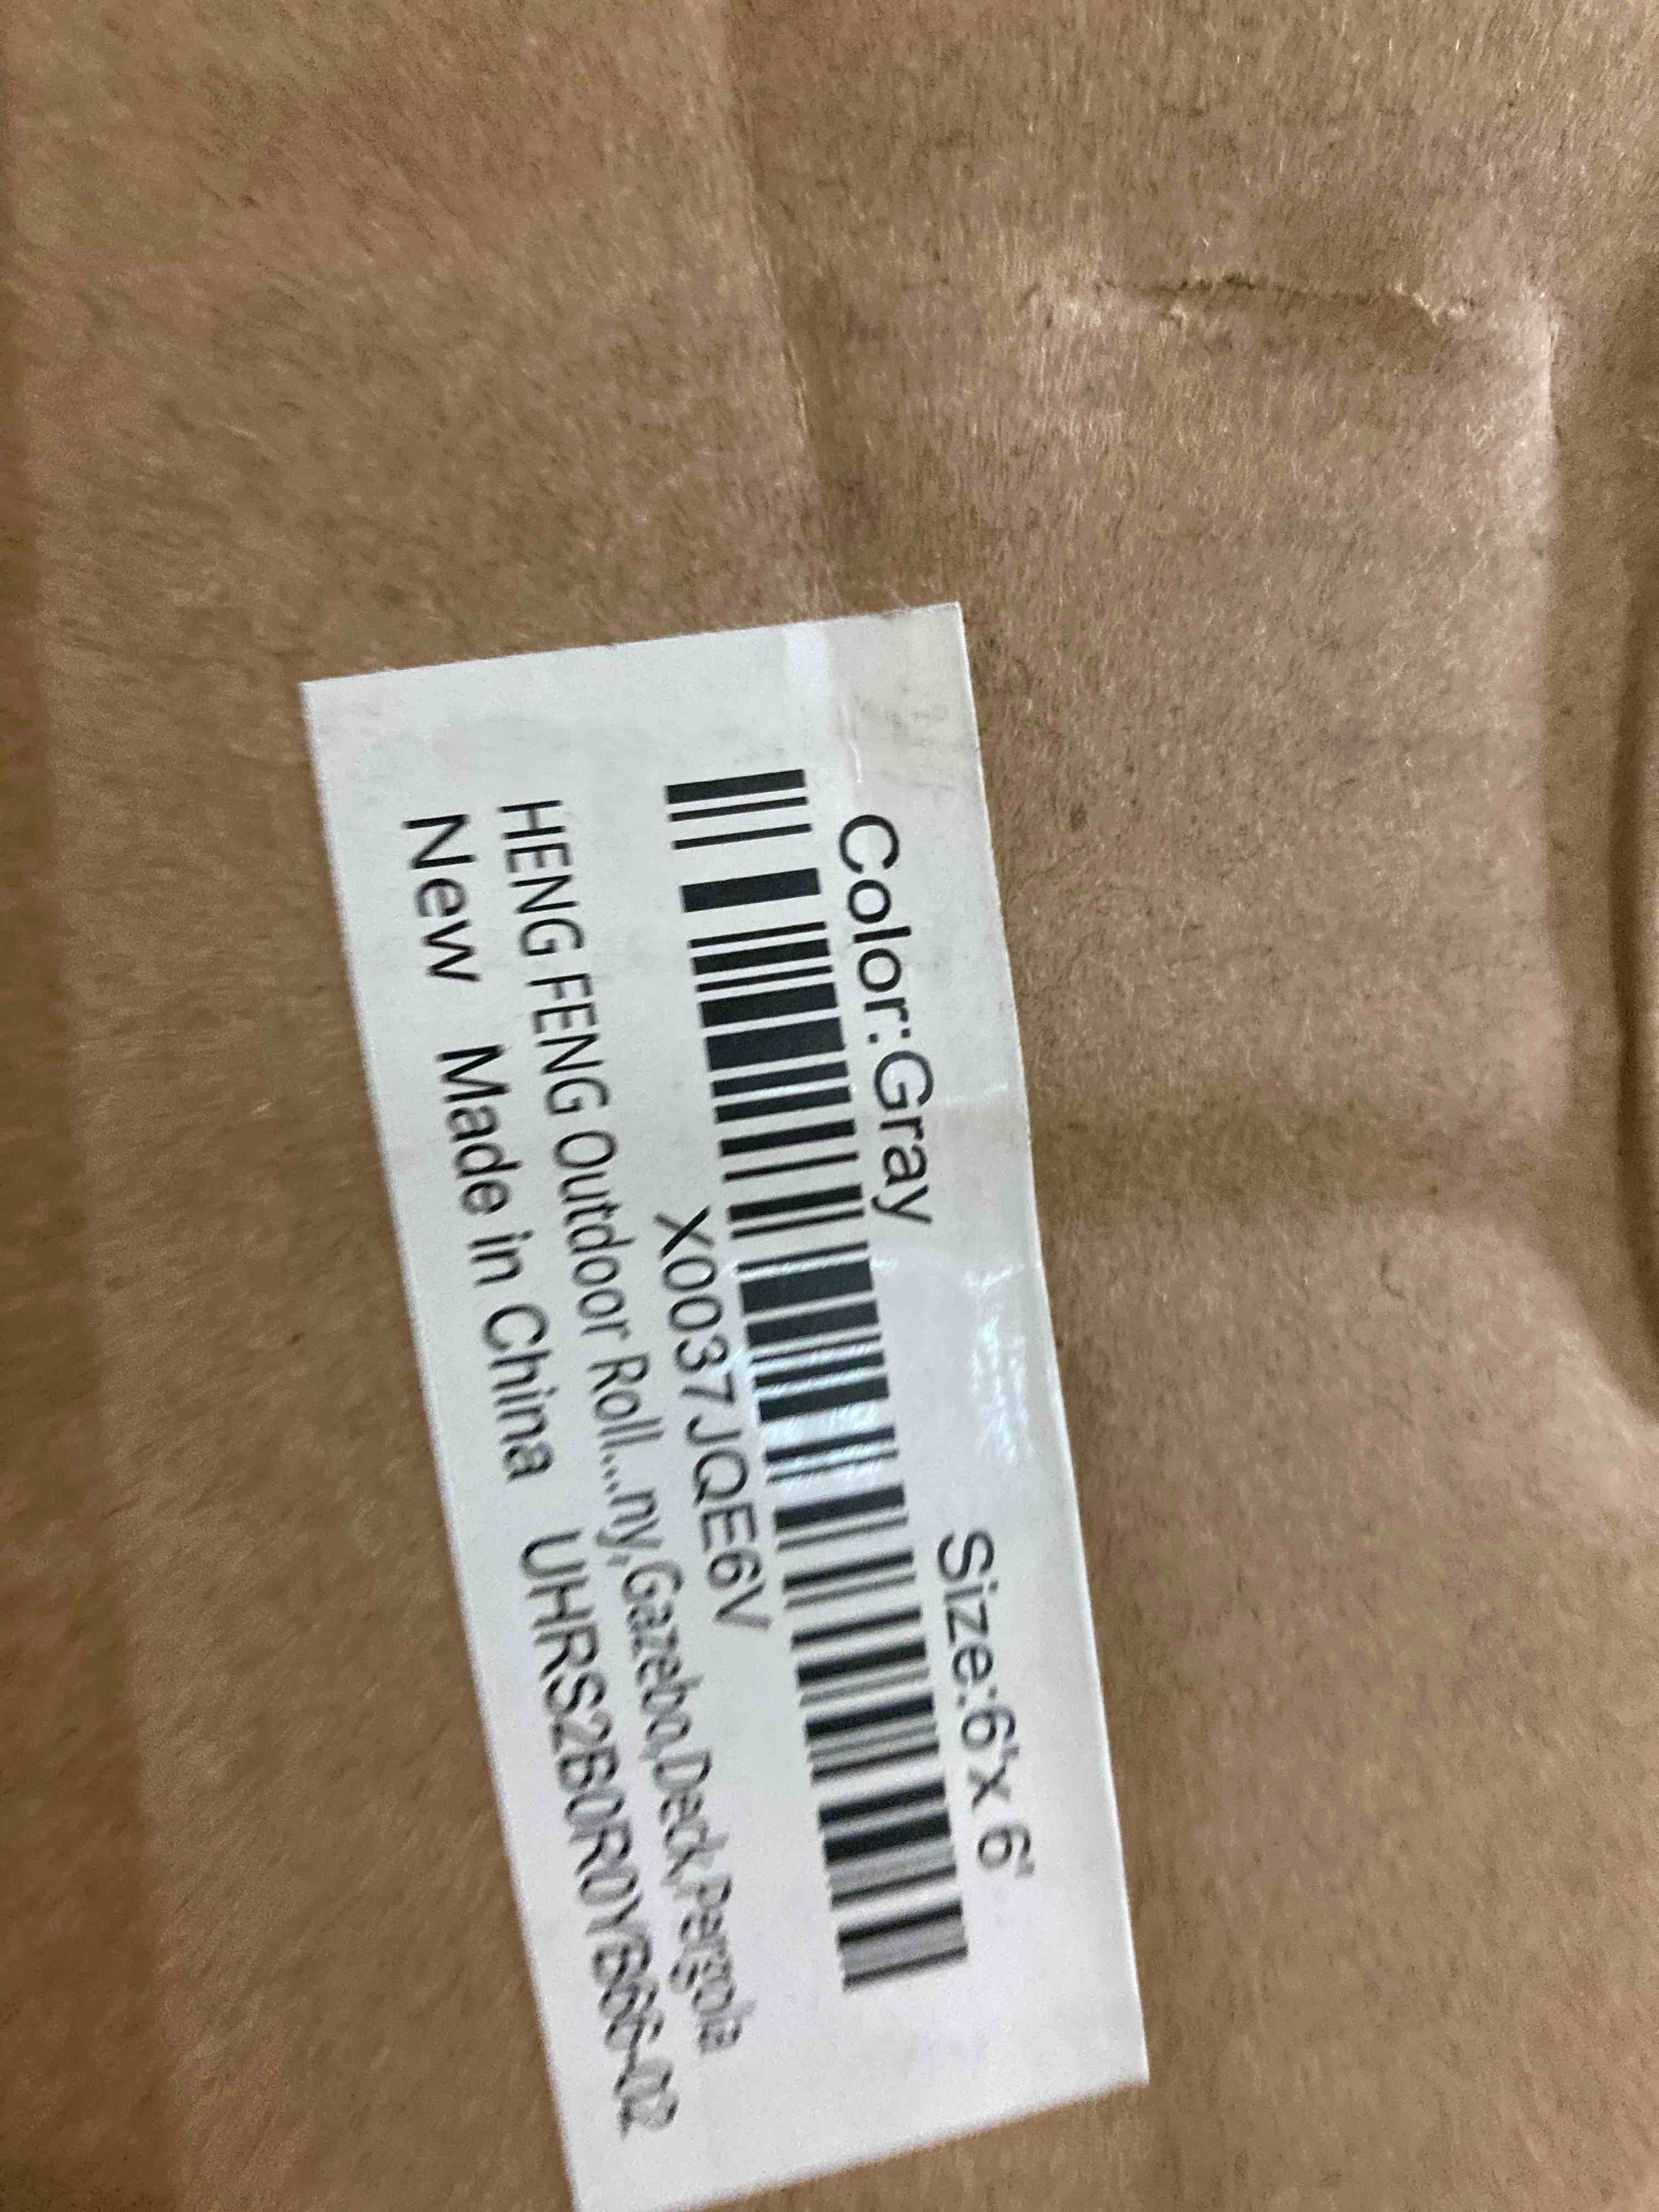 Color:Gray Size:6'x 6'
X0037JQE6V
HENG FENG Outdoor Roll...ny,Gazebo,Deck,Pergola
New Made in China UHRS2B0R0Y666-02